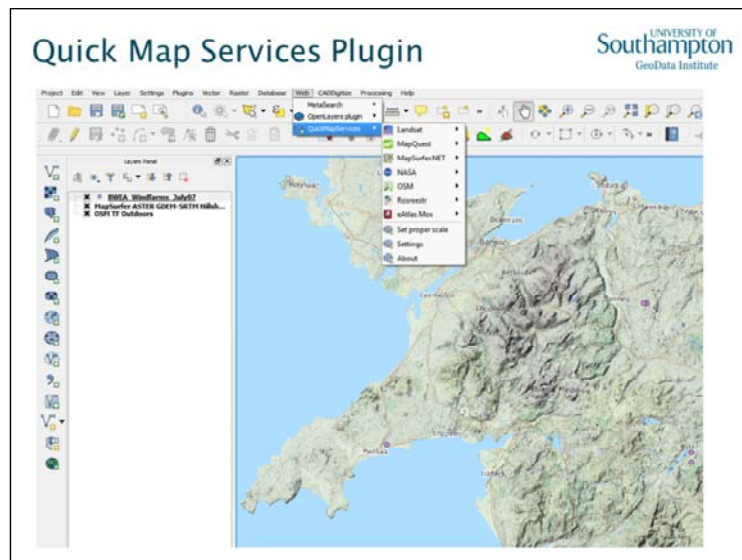 Quick Map Services Plugin
UNIVERSITY OF
Southampton
GeoData Institute
Project Edit View Layer Settings Plugins Vector Raster Database Web CADDigitize Processing Help
MetaSearch
OpenLayers plugin
QuickMapServices
Landsat
MapQuest
MapSurfer.NET
NASA
OSM
Rosreestr
eAtlas Mos
Set proper scale
Settings
About
Layers Panel
BWEA_Windfarms_July07
MapSurfer ASTER GDEM-SRTM Hillsh...
OSM TF Outdoors